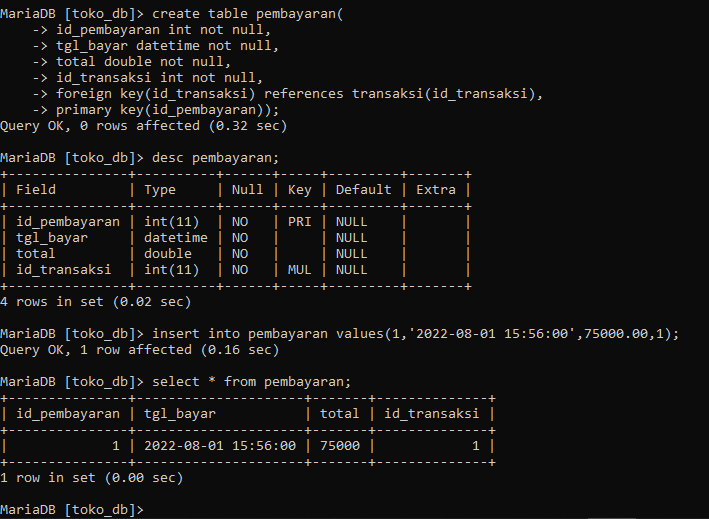 MariaDB [toko_db]> create table pembayaran(
    -> id_pembayaran int not null,
    -> tgl_bayar datetime not null,
    -> total double not null,
    -> id_transaksi int not null,
    -> foreign key(id_transaksi) references transaksi(id_transaksi),
    -> primary key(id_pembayaran));
Query OK, 0 rows affected (0.32 sec)

MariaDB [toko_db]> desc pembayaran;
+---------------+----------+------+-----+---------+-------+
| Field         | Type     | Null | Key | Default | Extra |
+---------------+----------+------+-----+---------+-------+
| id_pembayaran | int(11)  | NO   | PRI | NULL    |       |
| tgl_bayar     | datetime | NO   |     | NULL    |       |
| total         | double   | NO   |     | NULL    |       |
| id_transaksi  | int(11)  | NO   | MUL | NULL    |       |
+---------------+----------+------+-----+---------+-------+
4 rows in set (0.02 sec)

MariaDB [toko_db]> insert into pembayaran values(1,'2022-08-01 15:56:00',75000.00,1);
Query OK, 1 row affected (0.16 sec)

MariaDB [toko_db]> select * from pembayaran;
+---------------+---------------------+-------+--------------+
| id_pembayaran | tgl_bayar           | total | id_transaksi |
+---------------+---------------------+-------+--------------+
|             1 | 2022-08-01 15:56:00 | 75000 |            1 |
+---------------+---------------------+-------+--------------+
1 row in set (0.00 sec)

MariaDB [toko_db]>